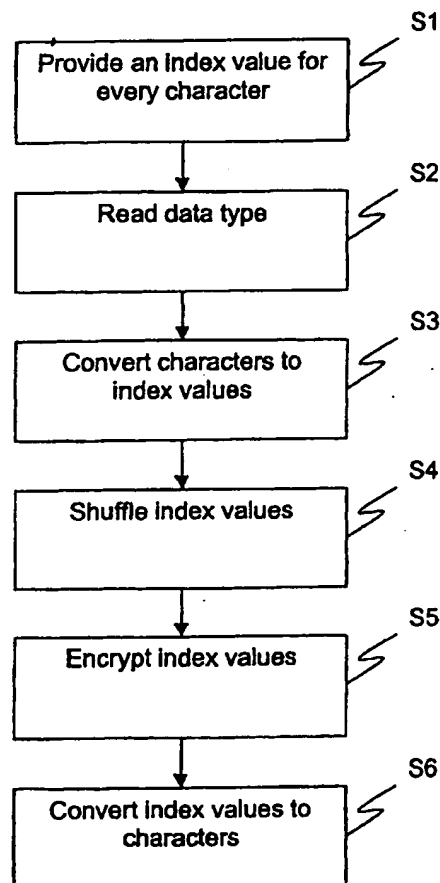 S1
Provide an index value for
every character
S2
Read data type
S3
Convert characters to
index values
S4
Shuffle index values
S5
Encrypt index values
S6
Convert index values to
characters